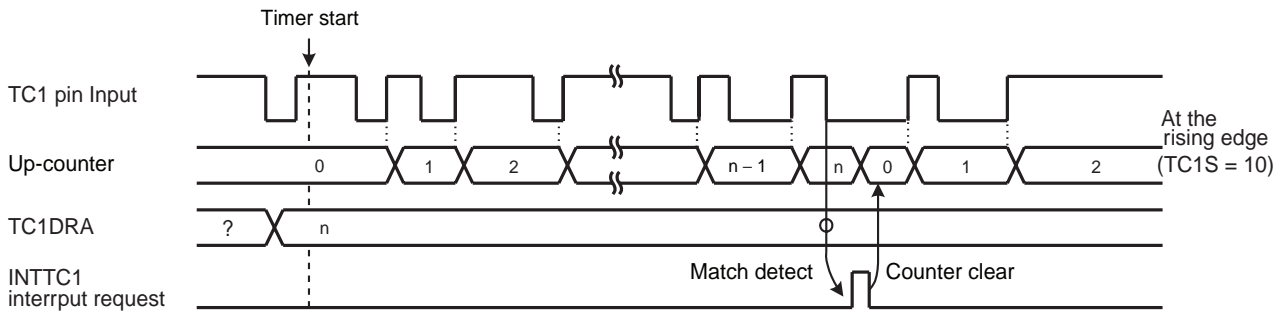 Timer start
TC1 pin Input
At the
rising edge
(TC1S = 10)
Up-counter
0 1 2 n – 1 n 0 1 2
TC1DRA
? n
Match detect Counter clear
INTTC1
interrput request